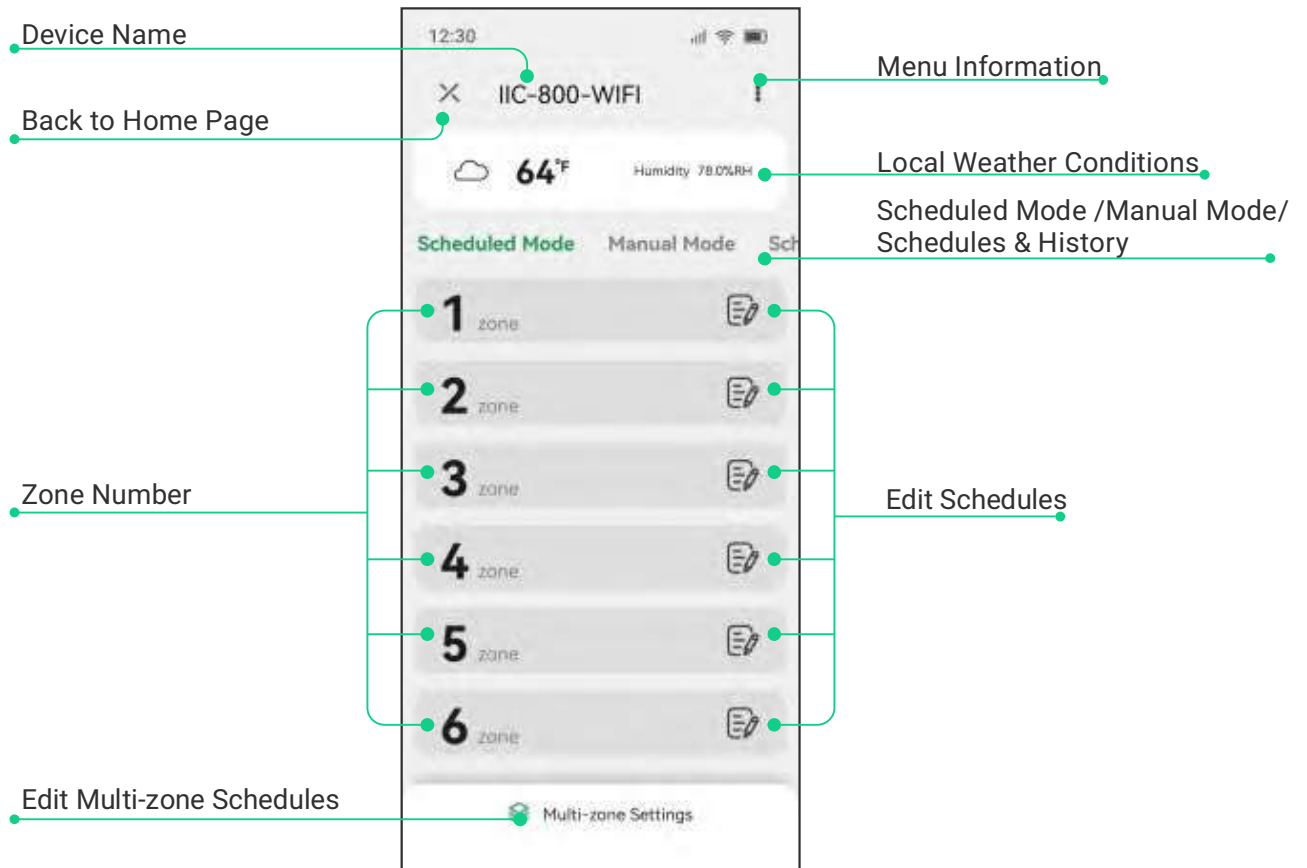 Device Name
12:30
Menu Information
IIC-800-WIFI
Back to Home Page
64°F
Humidity 78.0%RH
Local Weather Conditions
Scheduled Mode /Manual Mode/
Schedules & History
Scheduled Mode Manual Mode Sch
1 zone
2 zone
3 zone
Zone Number
Edit Schedules
4 zone
5 zone
6 zone
Edit Multi-zone Schedules
Multi-zone Settings